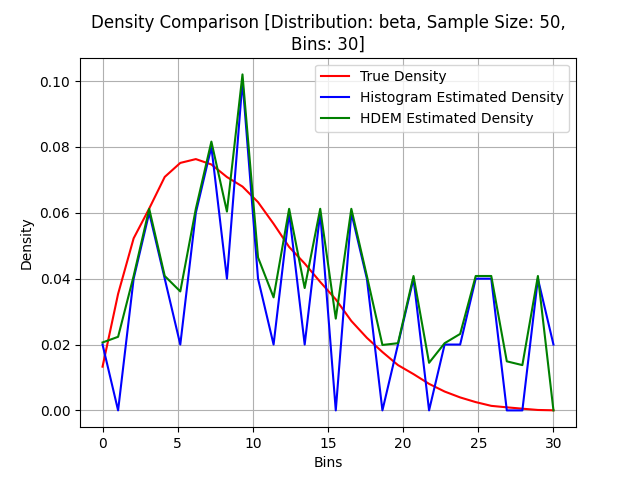 Density Comparison [Distribution: beta, Sample Size: 50,
Bins: 30]
True Density
Histogram Estimated Density
HDEM Estimated Density
Density
0.10
0.08
0.06
0.04
0.02
0.00
0 5 10 15 20 25 30
Bins